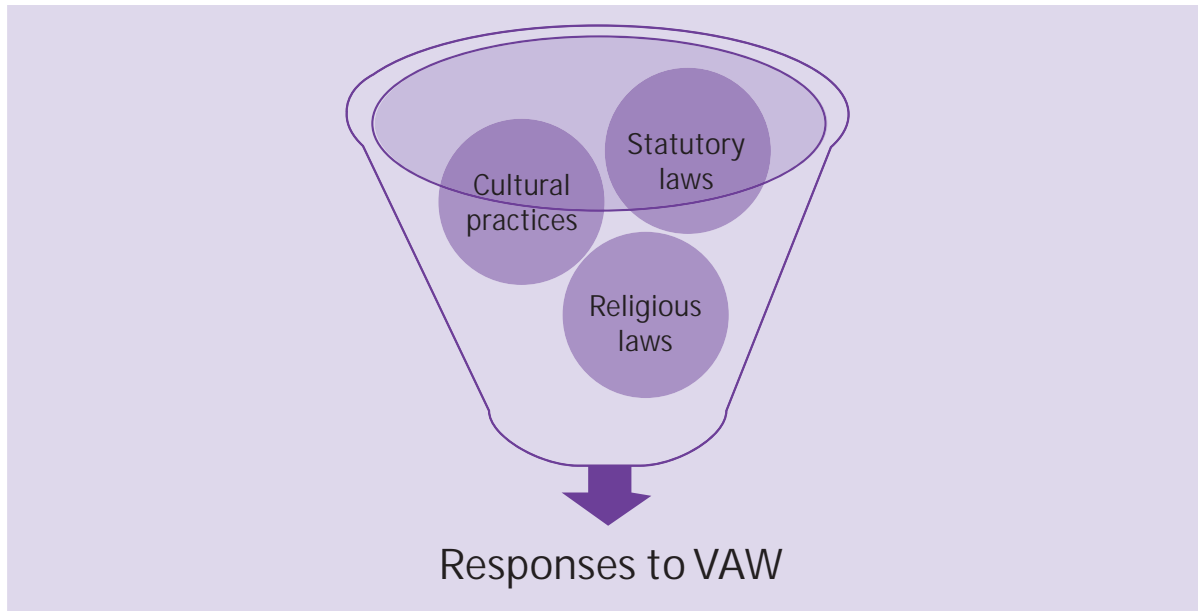 Statutory
laws
Cultural
practices
Religious
laws
Responses to VAW